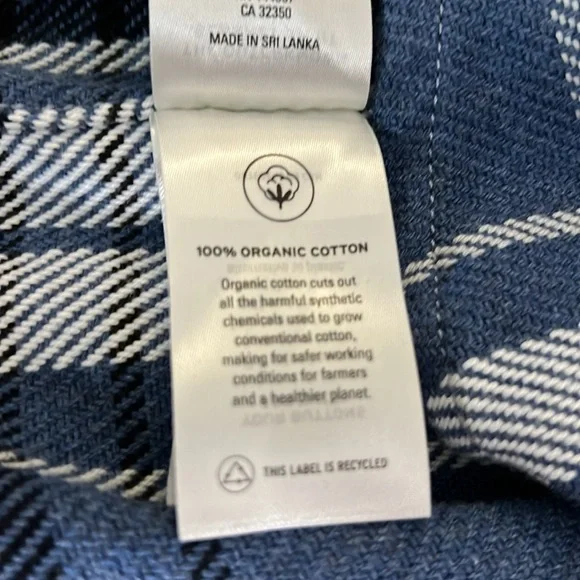 CA 32350
MADE IN SRI LANKA
100% ORGANIC COTTON
Organic cotton cuts out
all the harmful synthetic
chemicals used to grow
conventional cotton,
making for safer working
conditions for farmers
and a healthier planet.
THIS LABEL IS RECYCLED